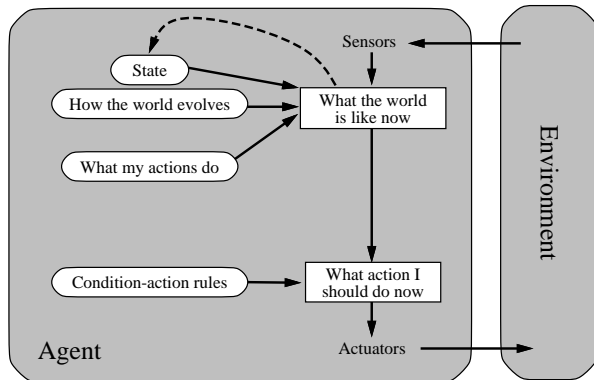 Sensors
State
How the world evolves
What the world
is like now
What my actions do
Environment
Condition-action rules
What action I
should do now
Agent
Actuators